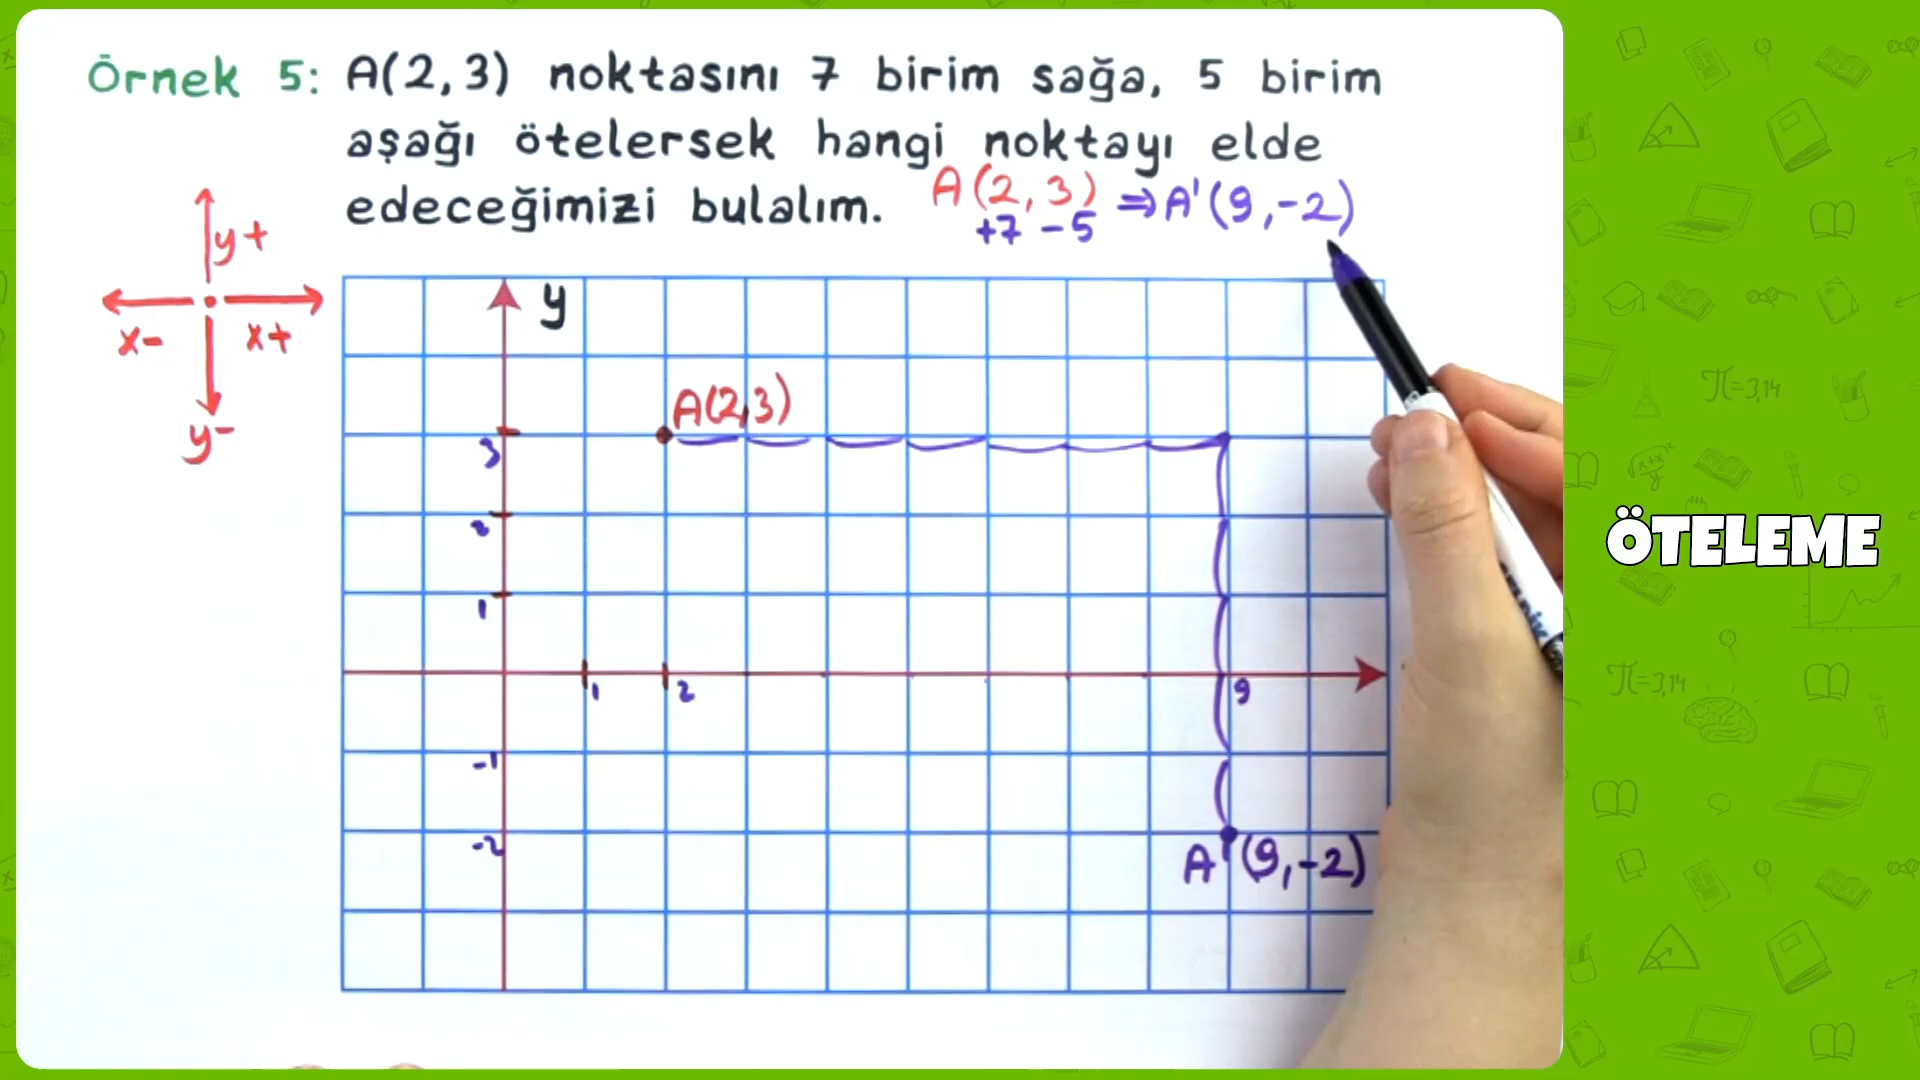 Örnek 5: A(2,3) noktasını 7 birim sağa, 5 birim
aşağı ötelersek hangi noktayı elde
edeceğimizi bulalım.
A(2,3) ⇒ A'(9,-2)
+7 -5
y+
x- x+
y-
y
A(2,3)
3
2
1
1 2 9
-1
-2
A'(9,-2)
ÖTELEME
π=3,14
π=3,14